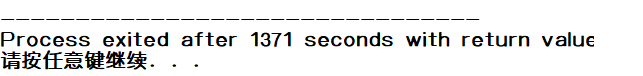 --------------------------------
Process exited after 1371 seconds with return value
请按任意键继续. . .